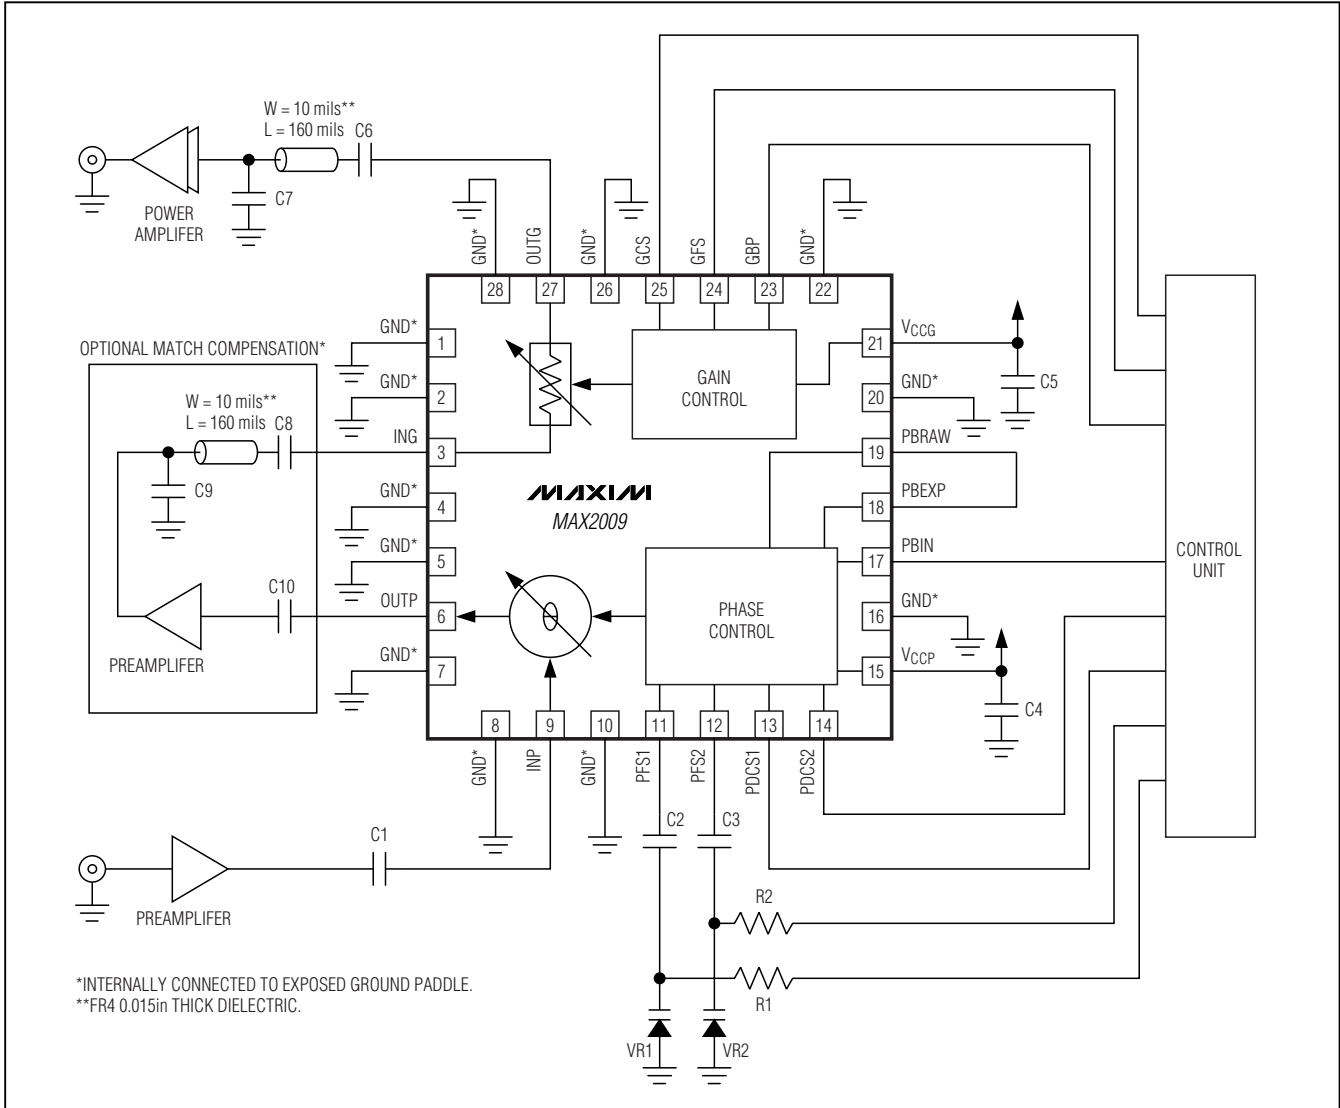 W = 10 mils**
L = 160 mils
C6
C7
POWER
AMPLIFER
GND*
OUTG
GND*
GCS
GFS
GBP
GND*
28
27
26
25
24
23
22
OPTIONAL MATCH COMPENSATION*
W = 10 mils**
L = 160 mils
C8
C9
C10
PREAMPLIFER
GND*
1
GND*
2
ING
3
GND*
4
GND*
5
OUTP
6
GND*
7
GAIN
CONTROL
MAXIM
MAX2009
PHASE
CONTROL
21
VCCG
C5
20
GND*
19
PBRAW
18
PBEXP
17
PBIN
16
GND*
15
VCCP
C4
CONTROL
UNIT
8
9
10
11
12
13
14
GND*
INP
GND*
PFS1
PFS2
PDCS1
PDCS2
C1
PREAMPLIFER
C2
C3
R2
R1
VR1
VR2
*INTERNALLY CONNECTED TO EXPOSED GROUND PADDLE.
**FR4 0.015in THICK DIELECTRIC.